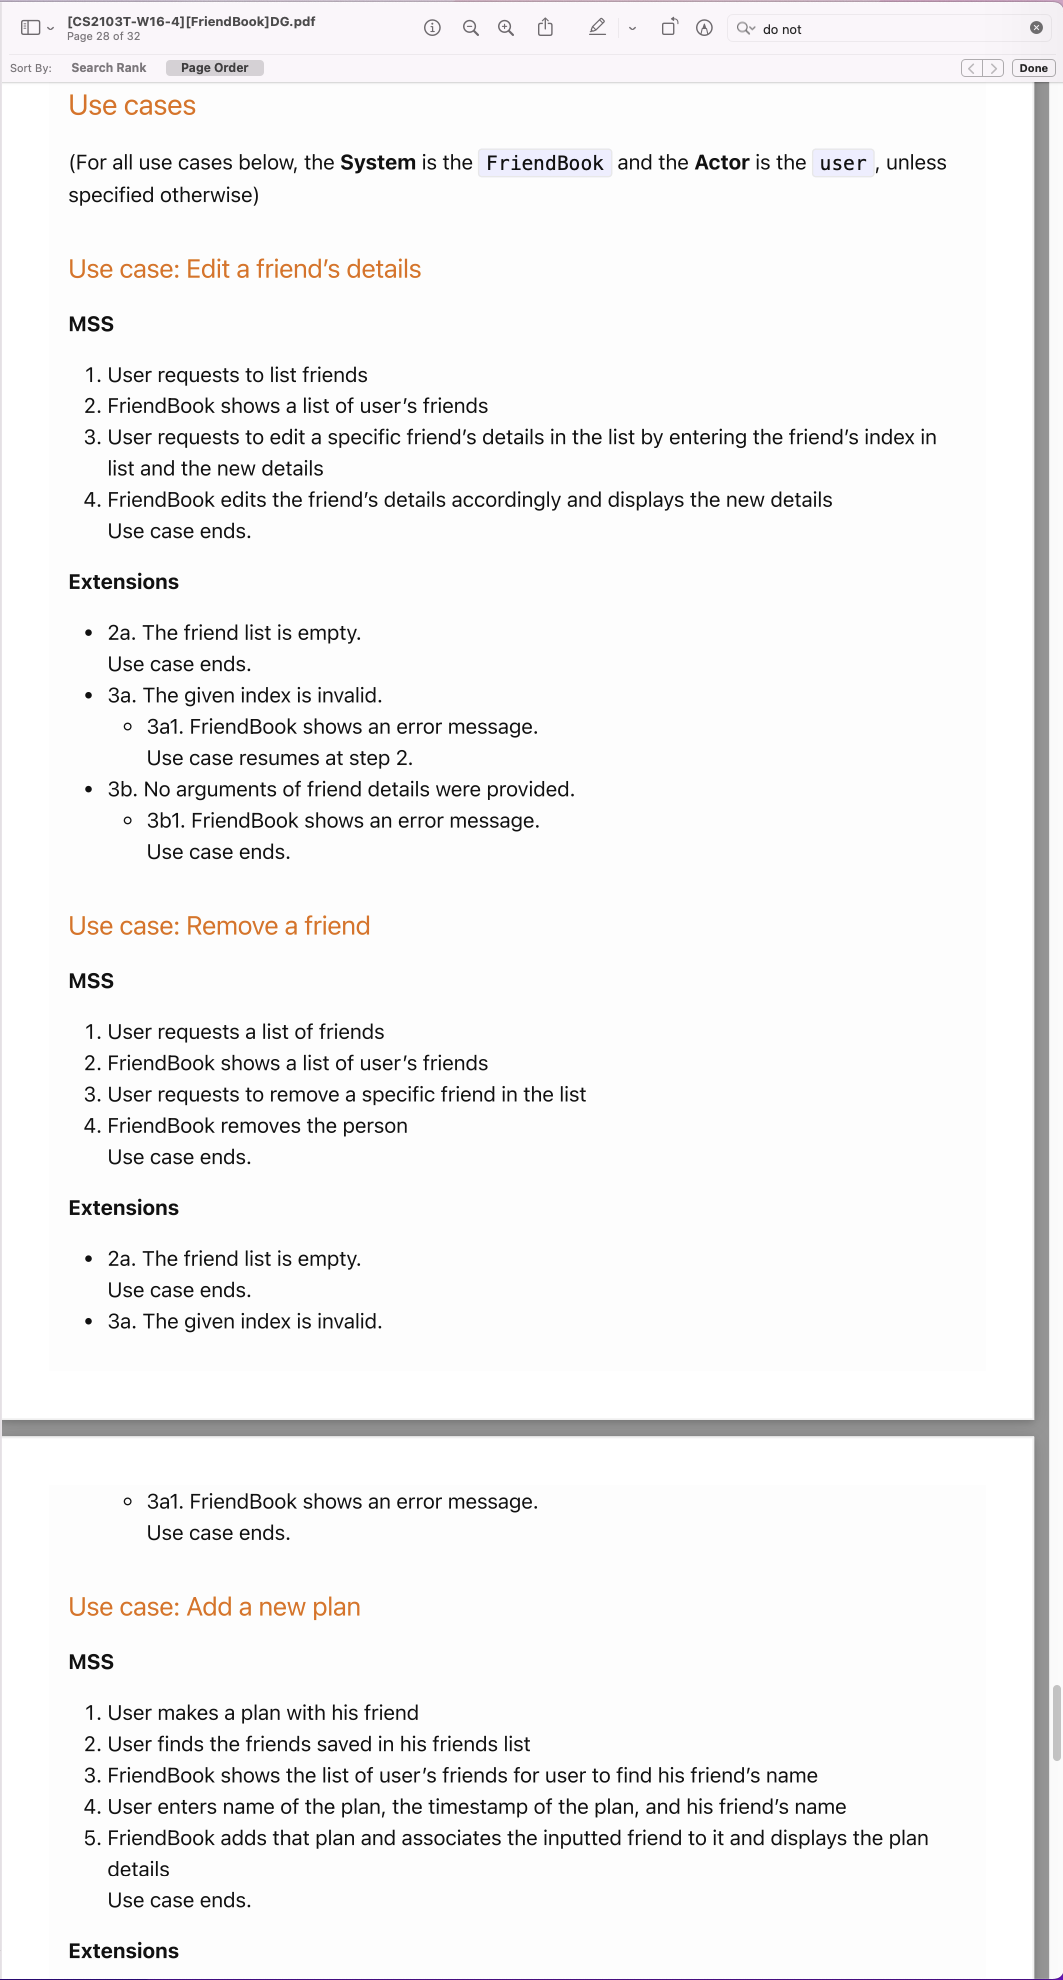 [CS2103T-W16-4][FriendBook]DG.pdf
Page 28 of 32
do not
Sort By: Search Rank Page Order
Done
Use cases
(For all use cases below, the System is the FriendBook and the Actor is the user, unless
specified otherwise)
Use case: Edit a friend’s details
MSS
1. User requests to list friends
2. FriendBook shows a list of user’s friends
3. User requests to edit a specific friend’s details in the list by entering the friend’s index in
list and the new details
4. FriendBook edits the friend’s details accordingly and displays the new details
Use case ends.
Extensions
• 2a. The friend list is empty.
Use case ends.
• 3a. The given index is invalid.
◦ 3a1. FriendBook shows an error message.
Use case resumes at step 2.
• 3b. No arguments of friend details were provided.
◦ 3b1. FriendBook shows an error message.
Use case ends.
Use case: Remove a friend
MSS
1. User requests a list of friends
2. FriendBook shows a list of user’s friends
3. User requests to remove a specific friend in the list
4. FriendBook removes the person
Use case ends.
Extensions
• 2a. The friend list is empty.
Use case ends.
• 3a. The given index is invalid.
◦ 3a1. FriendBook shows an error message.
Use case ends.
Use case: Add a new plan
MSS
1. User makes a plan with his friend
2. User finds the friends saved in his friends list
3. FriendBook shows the list of user’s friends for user to find his friend’s name
4. User enters name of the plan, the timestamp of the plan, and his friend’s name
5. FriendBook adds that plan and associates the inputted friend to it and displays the plan
details
Use case ends.
Extensions